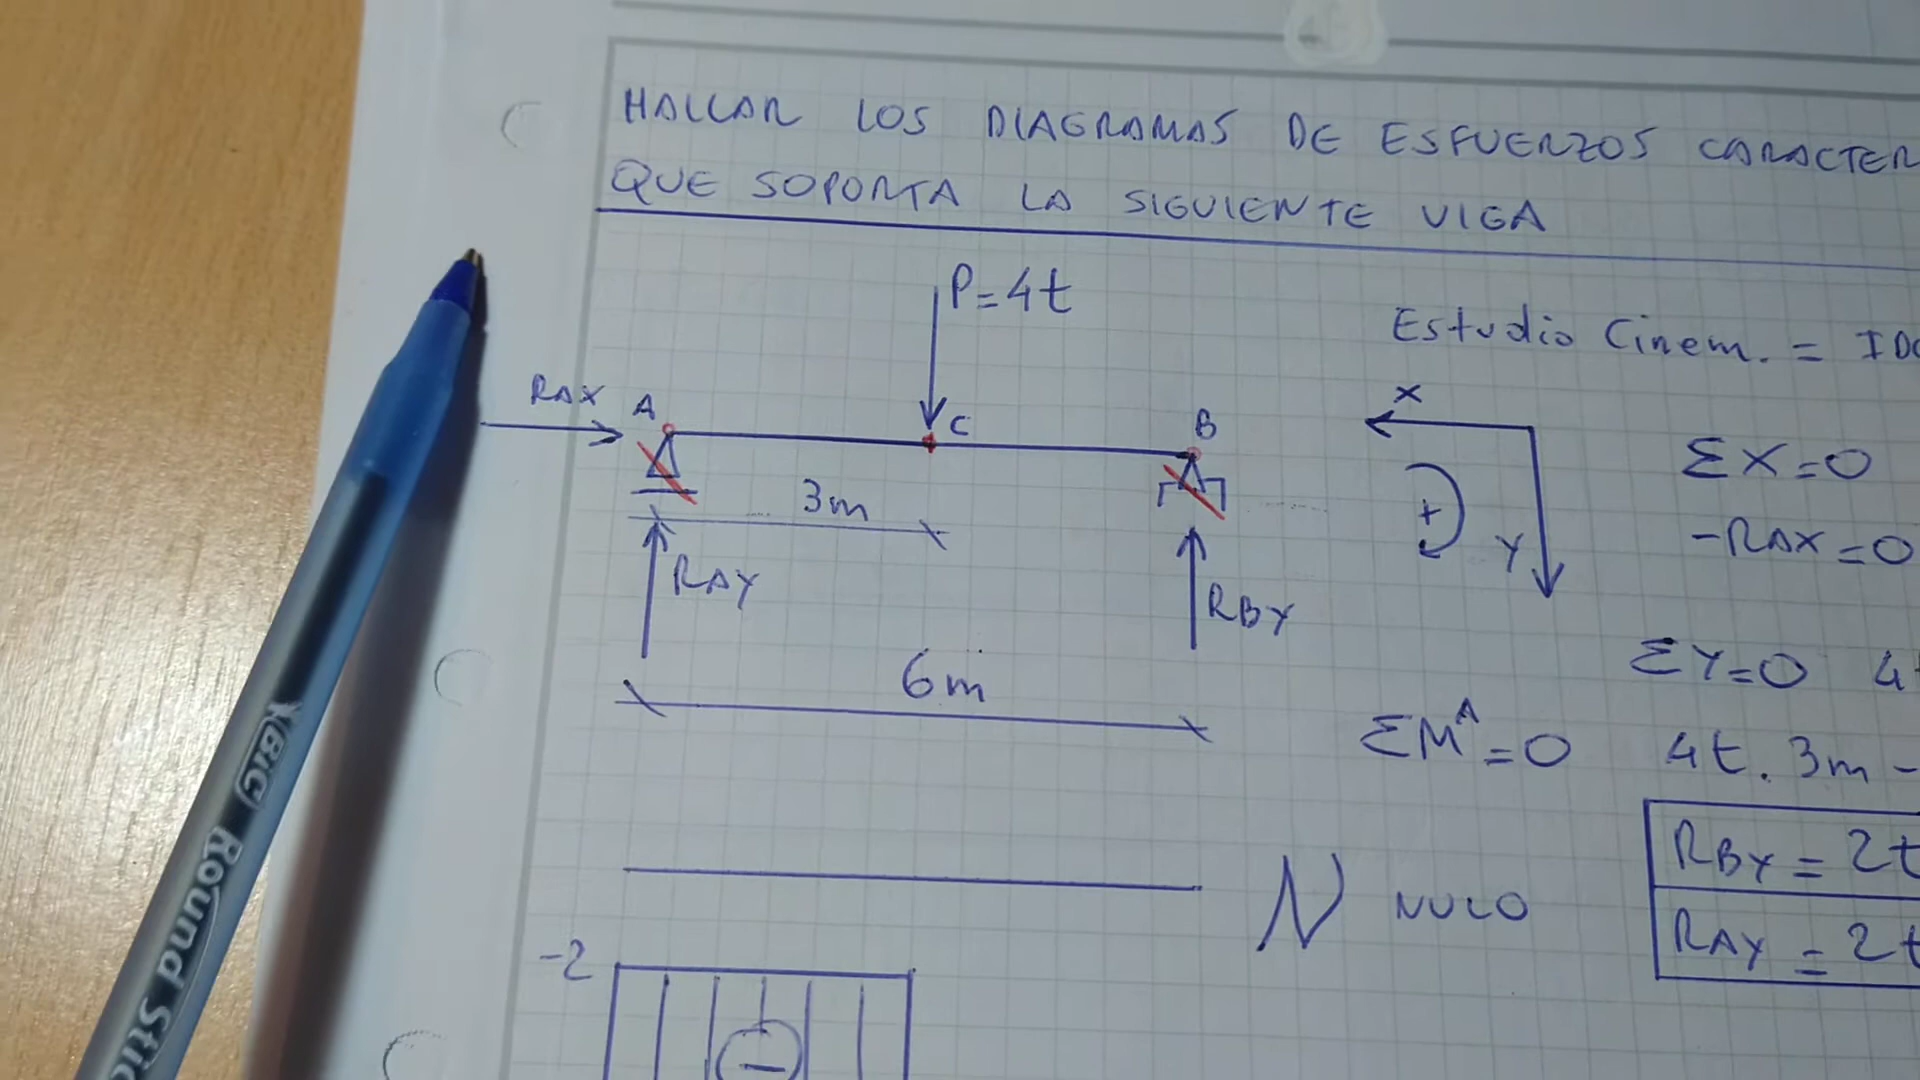 HALLAR LOS DIAGRAMAS DE ESFUERZOS CARACTER
QUE SOPORTA LA SIGUIENTE VIGA
P=4t
Estudio Cinem. = ID
RAX
A
C
B
X
ΣX=0
3m
+
Y
-RAX=0
RAY
RBY
6m
ΣY=0 4
ΣM^A=0 4t. 3m -
RBY = 2t
N NULO
RAY = 2t
-2
-
BIC Round Stic